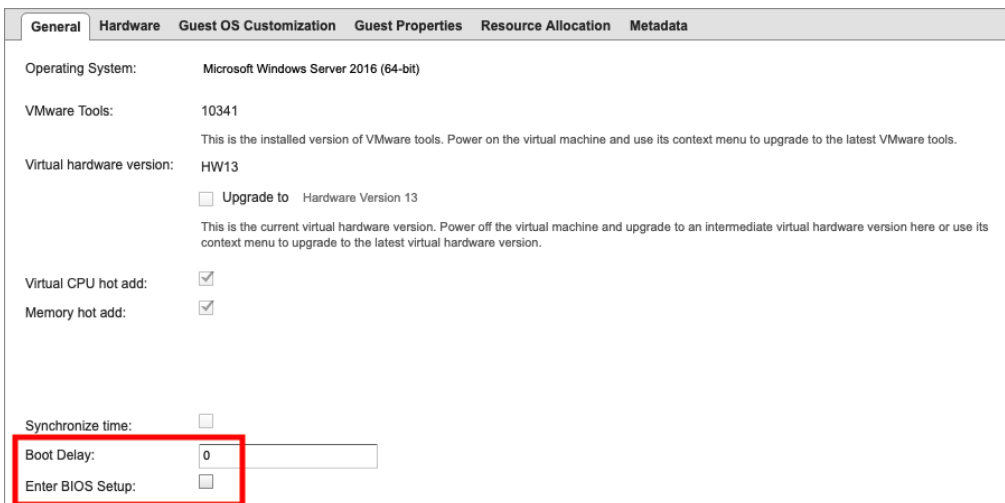 General Hardware Guest OS Customization Guest Properties Resource Allocation Metadata
Operating System: Microsoft Windows Server 2016 (64-bit)
VMware Tools: 10341
This is the installed version of VMware tools. Power on the virtual machine and use its context menu to upgrade to the latest VMware tools.
Virtual hardware version: HW13
Upgrade to Hardware Version 13
This is the current virtual hardware version. Power off the virtual machine and upgrade to an intermediate virtual hardware version here or use its
context menu to upgrade to the latest virtual hardware version.
Virtual CPU hot add:
Memory hot add:
Synchronize time:
Boot Delay: 0
Enter BIOS Setup: